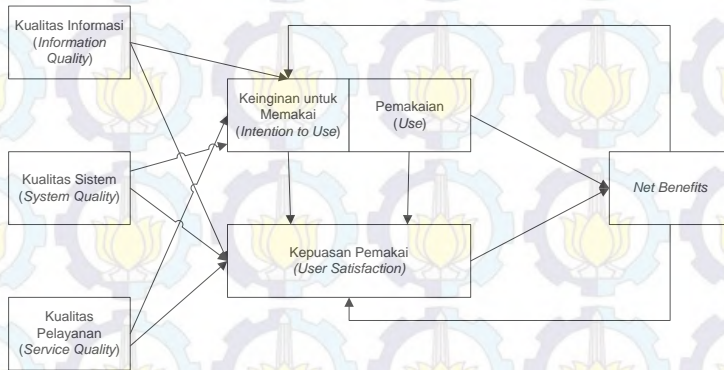 Kualitas Informasi
(Information
Quality)
Keinginan untuk
Memakai
(Intention to Use)
Pemakaian
(Use)
Kualitas Sistem
(System Quality)
Net Benefits
Kepuasan Pemakai
(User Satisfaction)
Kualitas
Pelayanan
(Service Quality)